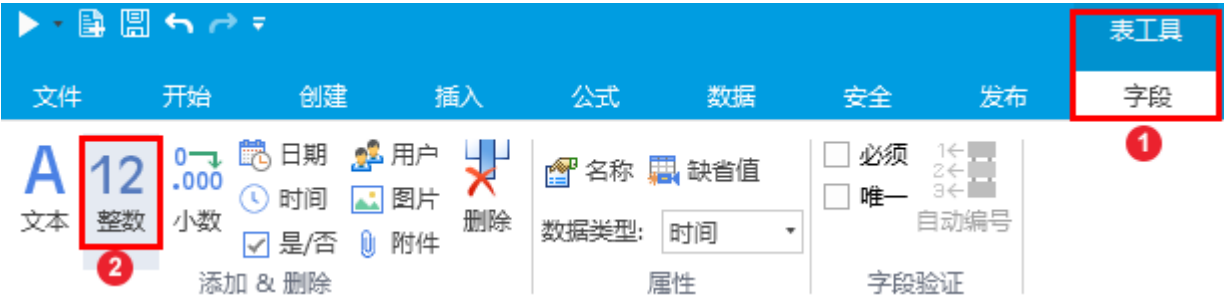 表工具
文件 开始 创建 插入 公式 数据 安全 发布 字段
1
A 文本
12 整数
2
0 .000 小数
日期 用户
时间 图片
是/否 附件
删除
添加 & 删除
名称 缺省值
数据类型: 时间
属性
必须
唯一
1
2
3
自动编号
字段验证